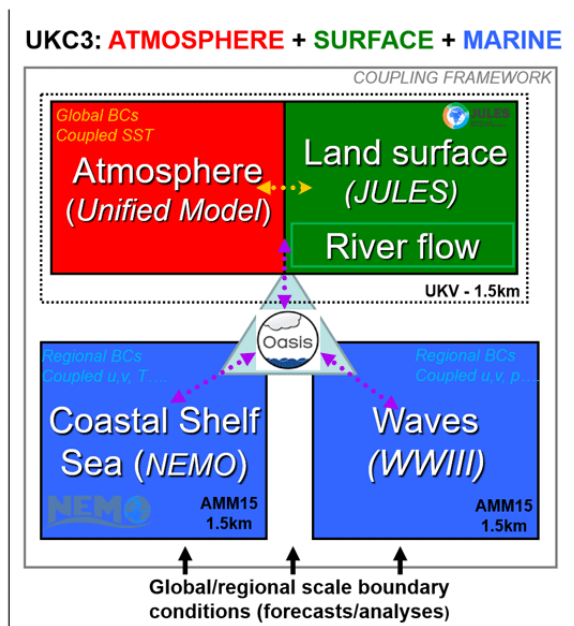 UKC3: ATMOSPHERE + SURFACE + MARINE
COUPLING FRAMEWORK
Global BCs
Coupled SST
Atmosphere
(Unified Model)
JULES
Land surface
(JULES)
River flow
UKV - 1.5km
Oasis
Regional BCs
Coupled u,v, T....
Coastal Shelf
Sea (NEMO)
NEMO
AMM15
1.5km
Regional BCs
Coupled u,v, p....
Waves
(WWIII)
AMM15
1.5km
Global/regional scale boundary
conditions (forecasts/analyses)